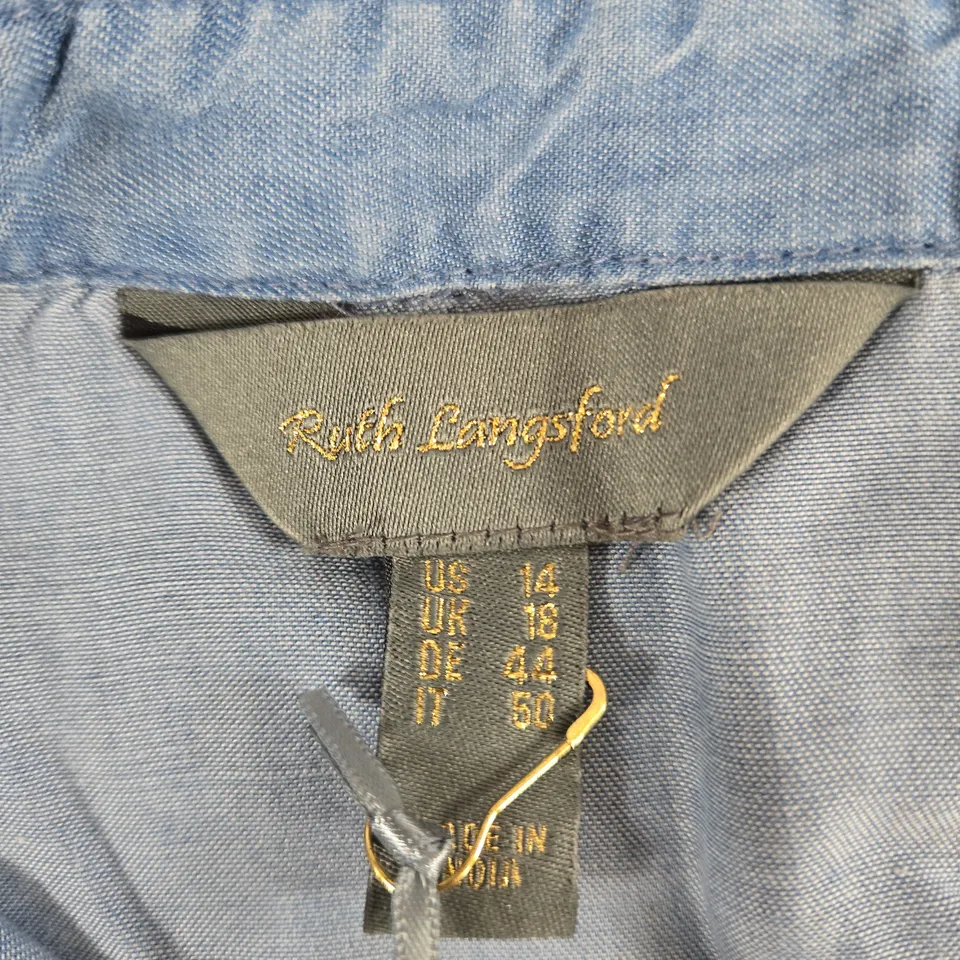 Ruth Langsford
US 14
UK 18
DE 44
IT 50
IN